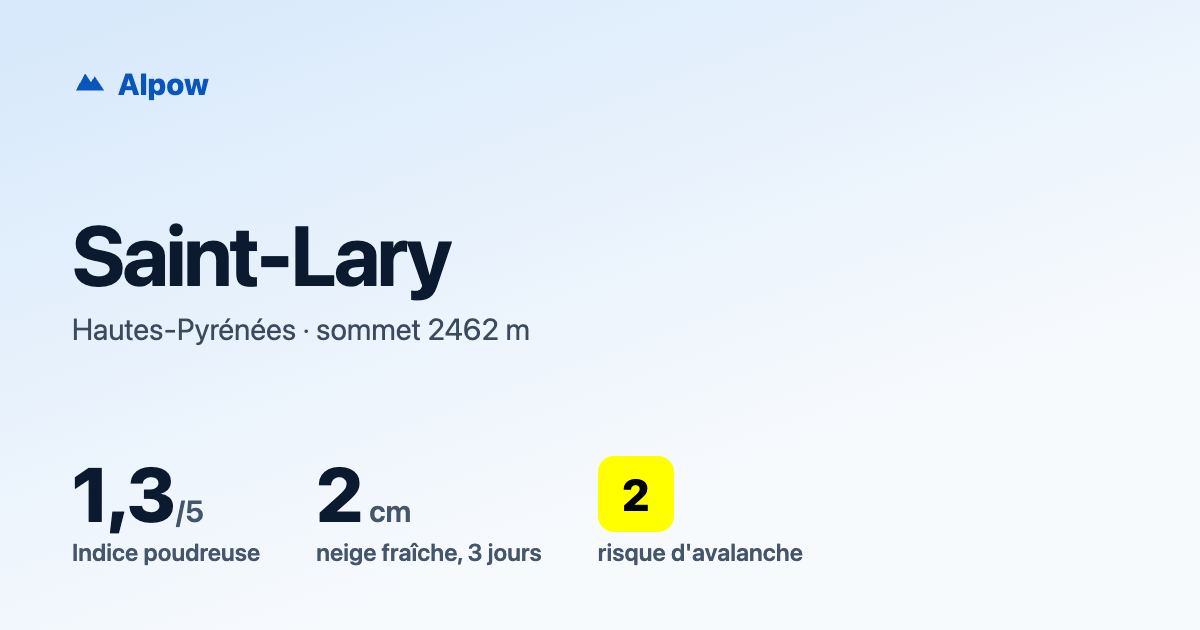 Alpow
Saint-Lary
Hautes-Pyrénées · sommet 2462 m
1,3/5
Indice poudreuse
2 cm
neige fraîche, 3 jours
2
risque d'avalanche